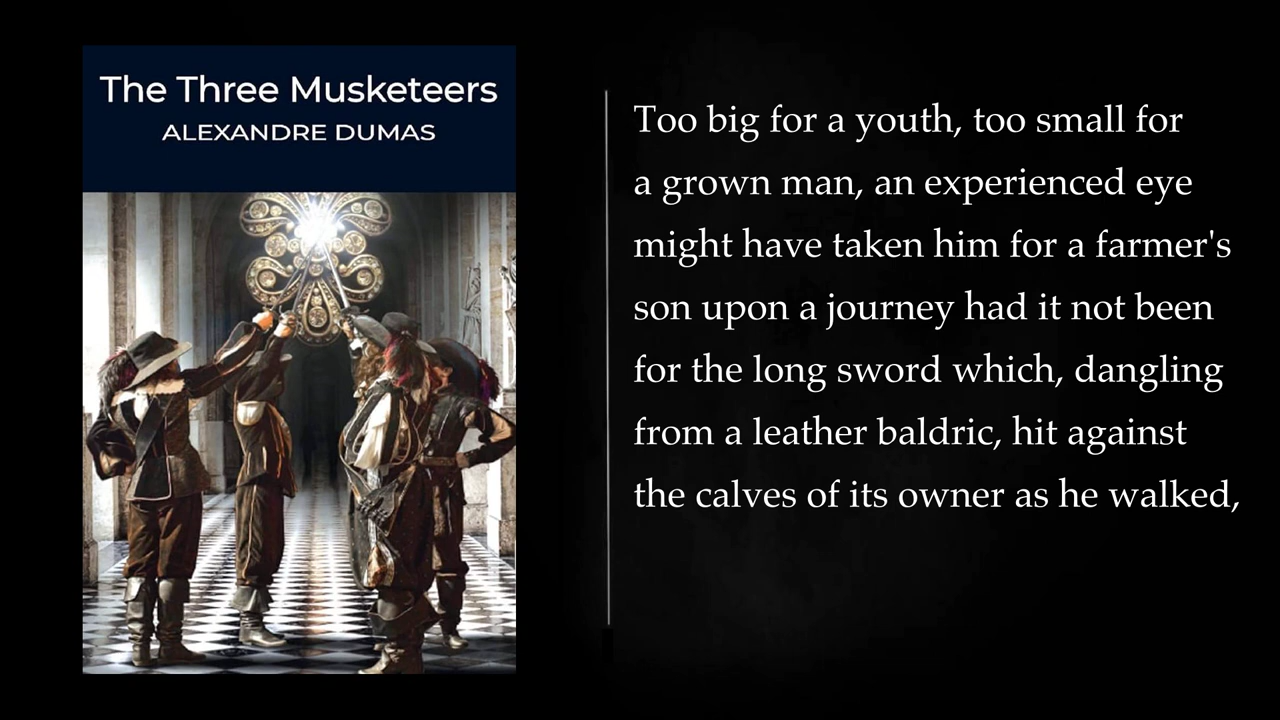 The Three Musketeers
ALEXANDRE DUMAS
Too big for a youth, too small for
a grown man, an experienced eye
might have taken him for a farmer's
son upon a journey had it not been
for the long sword which, dangling
from a leather baldric, hit against
the calves of its owner as he walked,